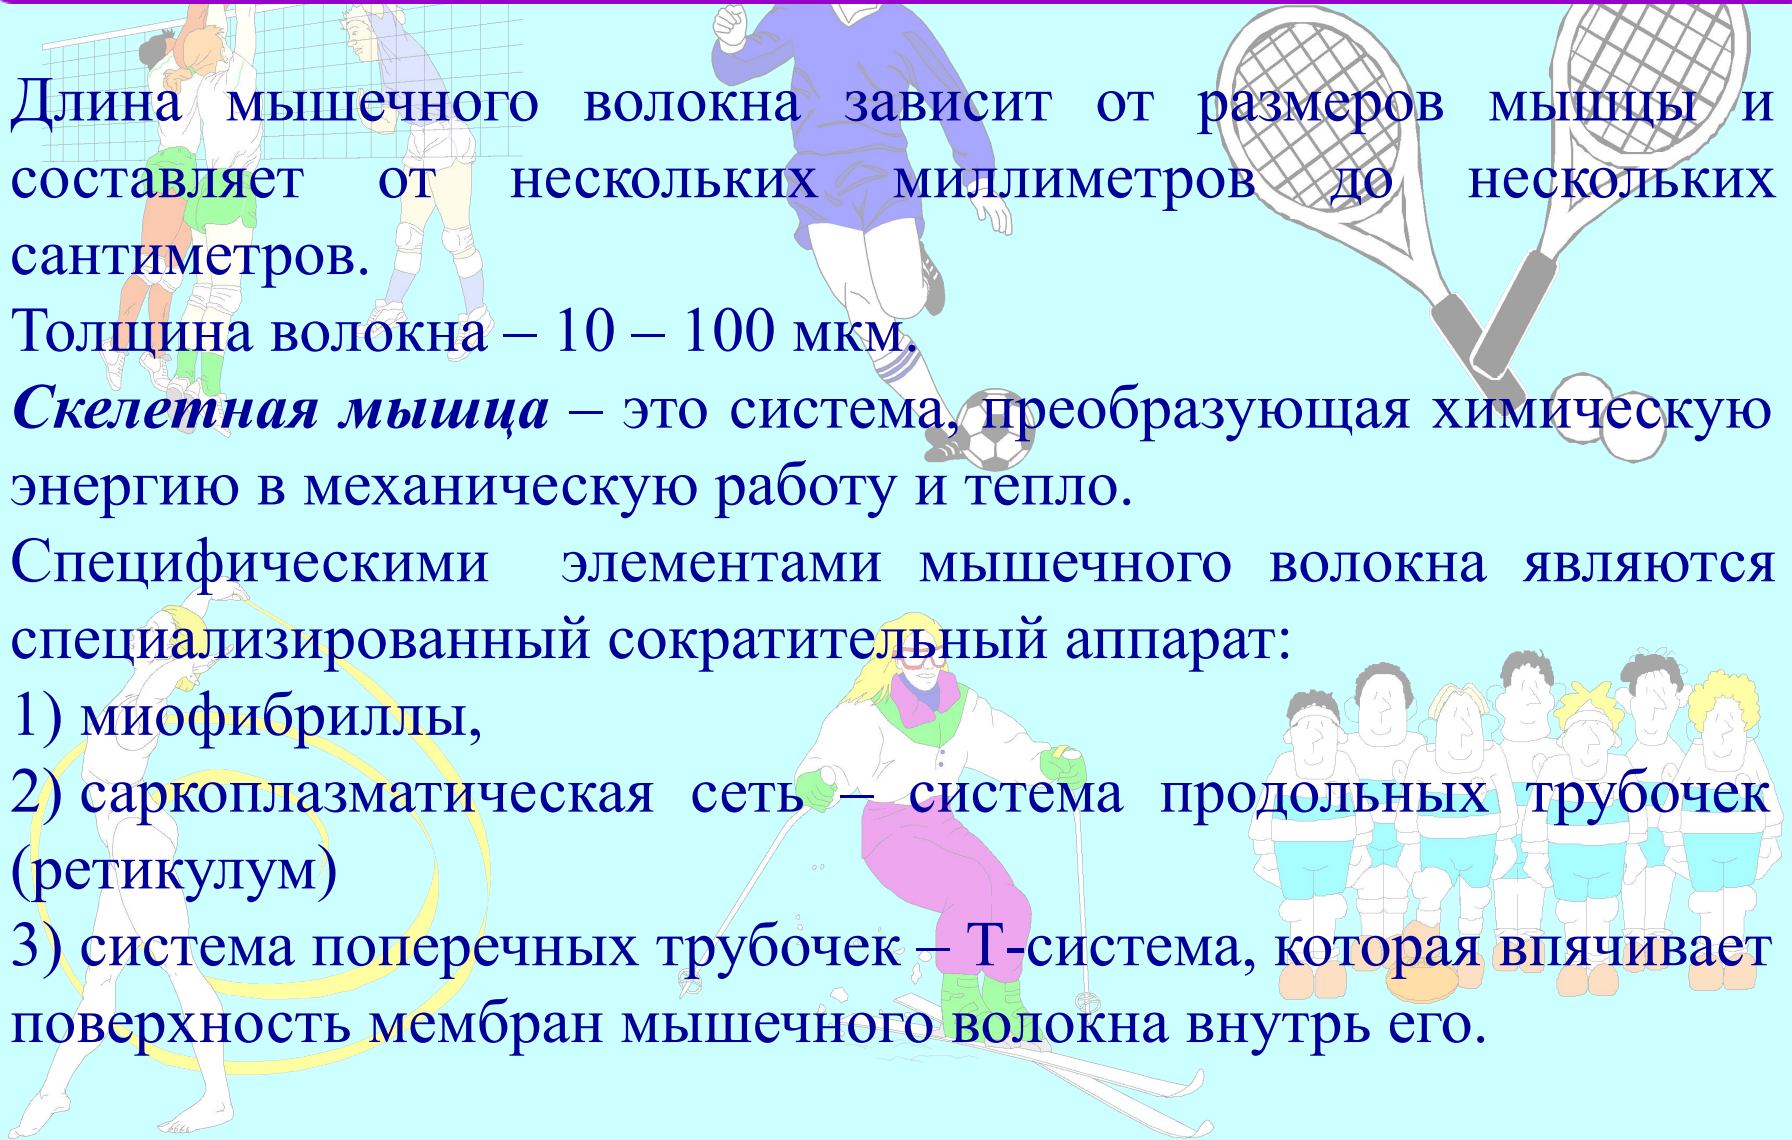 Длина мышечного волокна зависит от размеров мышцы и
составляет от нескольких миллиметров до нескольких
сантиметров.
Толщина волокна – 10 – 100 мкм.
Скелетная мышца – это система, преобразующая химическую
энергию в механическую работу и тепло.
Специфическими элементами мышечного волокна являются
специализированный сократительный аппарат:
1) миофибриллы,
2) саркоплазматическая сеть – система продольных трубочек
(ретикулум)
3) система поперечных трубочек – Т-система, которая впячивает
поверхность мембран мышечного волокна внутрь его.